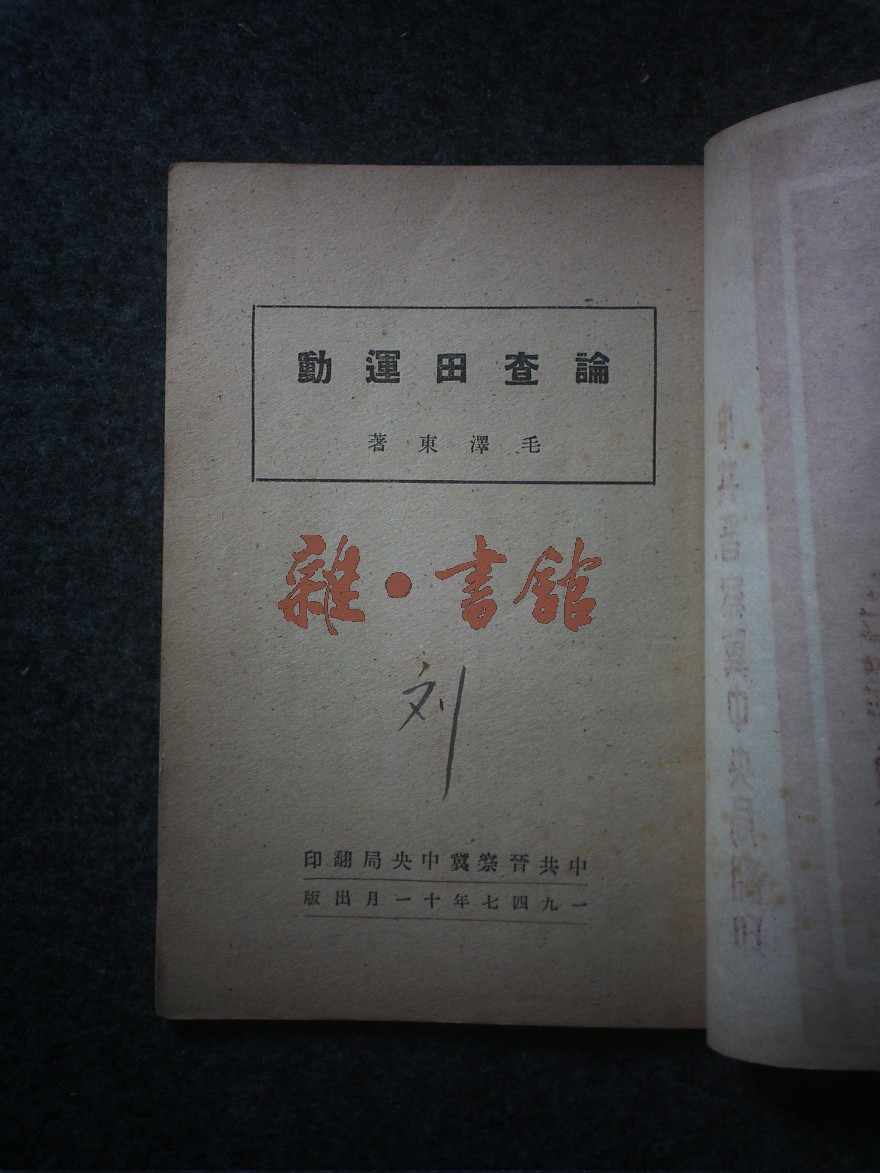 論查田運動
毛澤東著
雜·書館
刘
中共晉察冀中央局翻印
一九四七年十一月出版